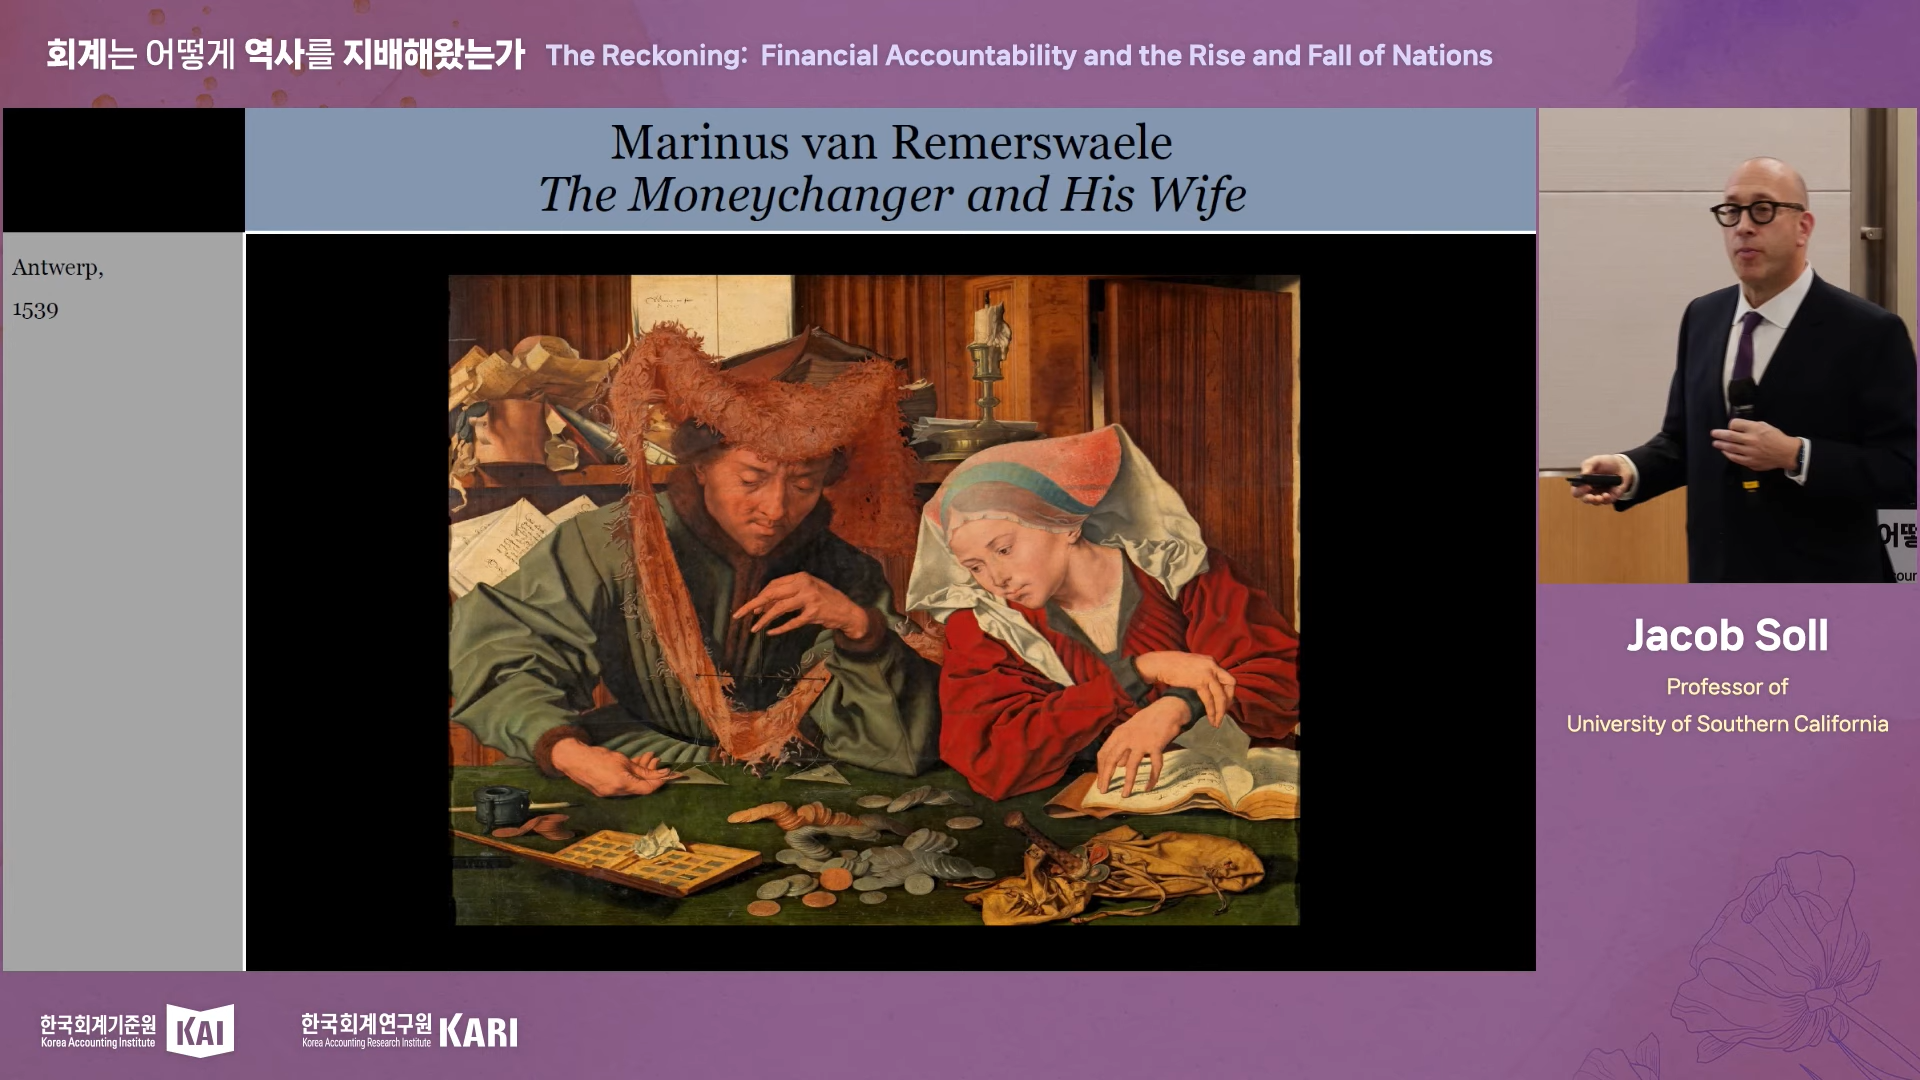 회계는 어떻게 역사를 지배해왔는가 The Reckoning: Financial Accountability and the Rise and Fall of Nations
Marinus van Remerswaele
The Moneychanger and His Wife
Antwerp,
1539
어떻
Jacob Soll
Professor of
University of Southern California
한국회계기준원 KAI
Korea Accounting Institute
한국회계연구원 KARI
Korea Accounting Research Institute